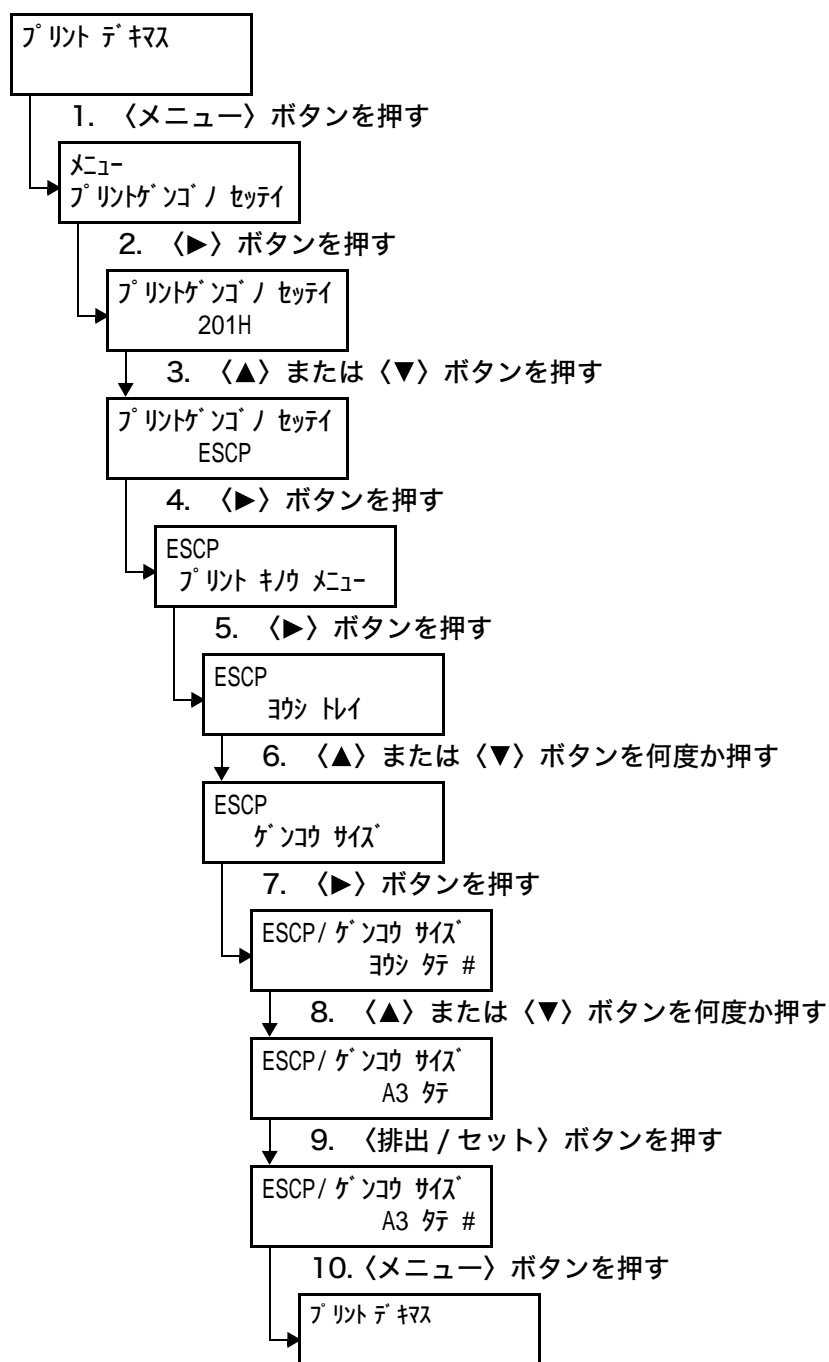 ﾌﾟﾘﾝﾄ ﾃﾞｷﾏｽ
1. 〈メニュー〉ボタンを押す
ﾒﾆｭｰ
ﾌﾟﾘﾝﾄｹﾞﾝｺﾞﾉ ｾｯﾃｲ
2. 〈▶〉ボタンを押す
ﾌﾟﾘﾝﾄｹﾞﾝｺﾞﾉ ｾｯﾃｲ
201H
3. 〈▲〉または〈▼〉ボタンを押す
ﾌﾟﾘﾝﾄｹﾞﾝｺﾞﾉ ｾｯﾃｲ
ESCP
4. 〈▶〉ボタンを押す
ESCP
ﾌﾟﾘﾝﾄ ｷﾉｳ ﾒﾆｭｰ
5. 〈▶〉ボタンを押す
ESCP
ﾖｳｼ ﾄﾚｲ
6. 〈▲〉または〈▼〉ボタンを何度か押す
ESCP
ｹﾞﾝｺｳ ｻｲｽﾞ
7. 〈▶〉ボタンを押す
ESCP/ ｹﾞﾝｺｳ ｻｲｽﾞ
ﾖｳｼ ﾀﾃ #
8. 〈▲〉または〈▼〉ボタンを何度か押す
ESCP/ ｹﾞﾝｺｳ ｻｲｽﾞ
A3 ﾀﾃ
9. 〈排出 / セット〉ボタンを押す
ESCP/ ｹﾞﾝｺｳ ｻｲｽﾞ
A3 ﾀﾃ #
10.〈メニュー〉ボタンを押す
ﾌﾟﾘﾝﾄ ﾃﾞｷﾏｽ